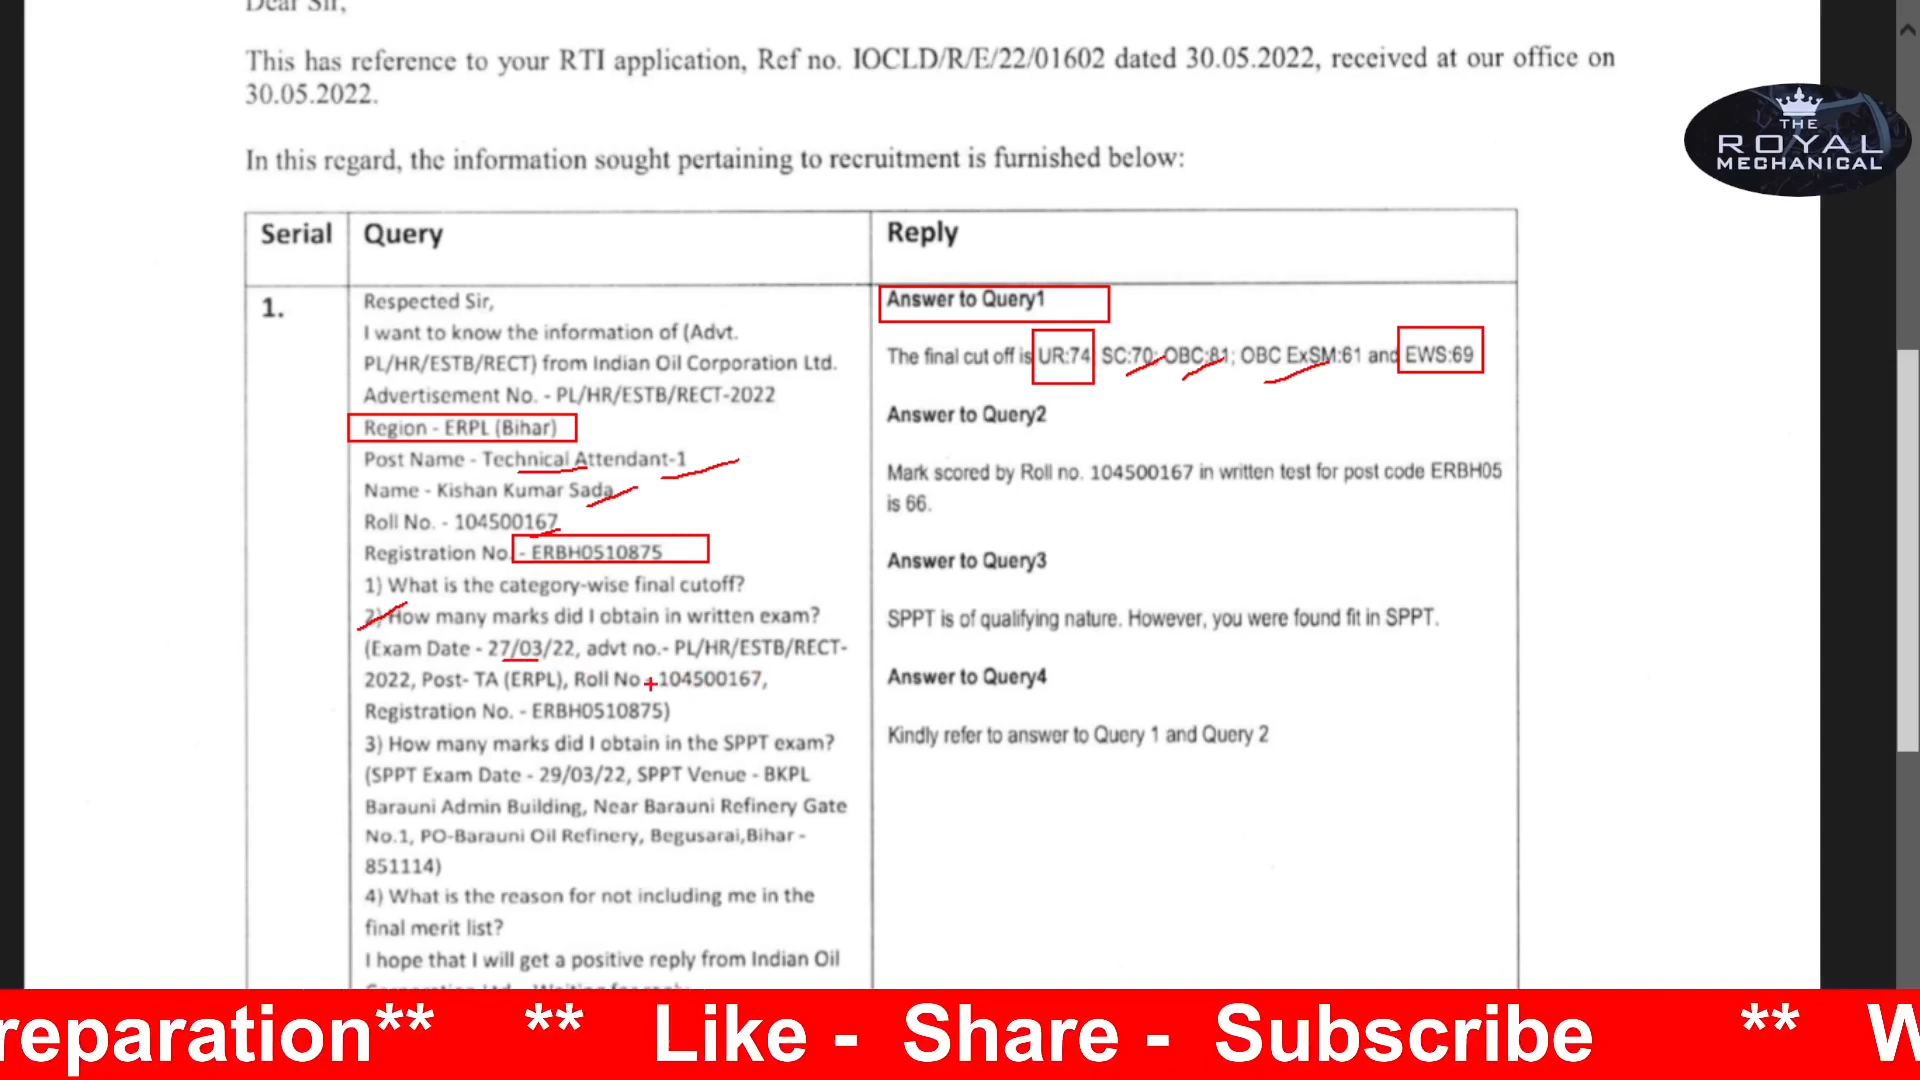 Dear Sir,
This has reference to your RTI application, Ref no. IOCLD/R/E/22/01602 dated 30.05.2022, received at our office on
30.05.2022.
In this regard, the information sought pertaining to recruitment is furnished below:
THE
ROYAL
MECHANICAL
Serial
Query
Reply
1.
Respected Sir,
I want to know the information of (Advt.
PL/HR/ESTB/RECT) from Indian Oil Corporation Ltd.
Advertisement No. - PL/HR/ESTB/RECT-2022
Region - ERPL (Bihar)
Post Name - Technical Attendant-1
Name - Kishan Kumar Sada
Roll No. - 104500167
Registration No. - ERBH0510875
1) What is the category-wise final cutoff?
2) How many marks did I obtain in written exam?
(Exam Date - 27/03/22, advt no.- PL/HR/ESTB/RECT-
2022, Post- TA (ERPL), Roll No - 104500167,
Registration No. - ERBH0510875)
3) How many marks did I obtain in the SPPT exam?
(SPPT Exam Date - 29/03/22, SPPT Venue - BKPL
Barauni Admin Building, Near Barauni Refinery Gate
No.1, PO-Barauni Oil Refinery, Begusarai,Bihar -
851114)
4) What is the reason for not including me in the
final merit list?
I hope that I will get a positive reply from Indian Oil
Answer to Query1
The final cut off is UR:74 SC:70; OBC:81; OBC ExSM:61 and EWS:69
Answer to Query2
Mark scored by Roll no. 104500167 in written test for post code ERBH05
is 66.
Answer to Query3
SPPT is of qualifying nature. However, you were found fit in SPPT.
Answer to Query4
Kindly refer to answer to Query 1 and Query 2
reparation** ** Like - Share - Subscribe ** W